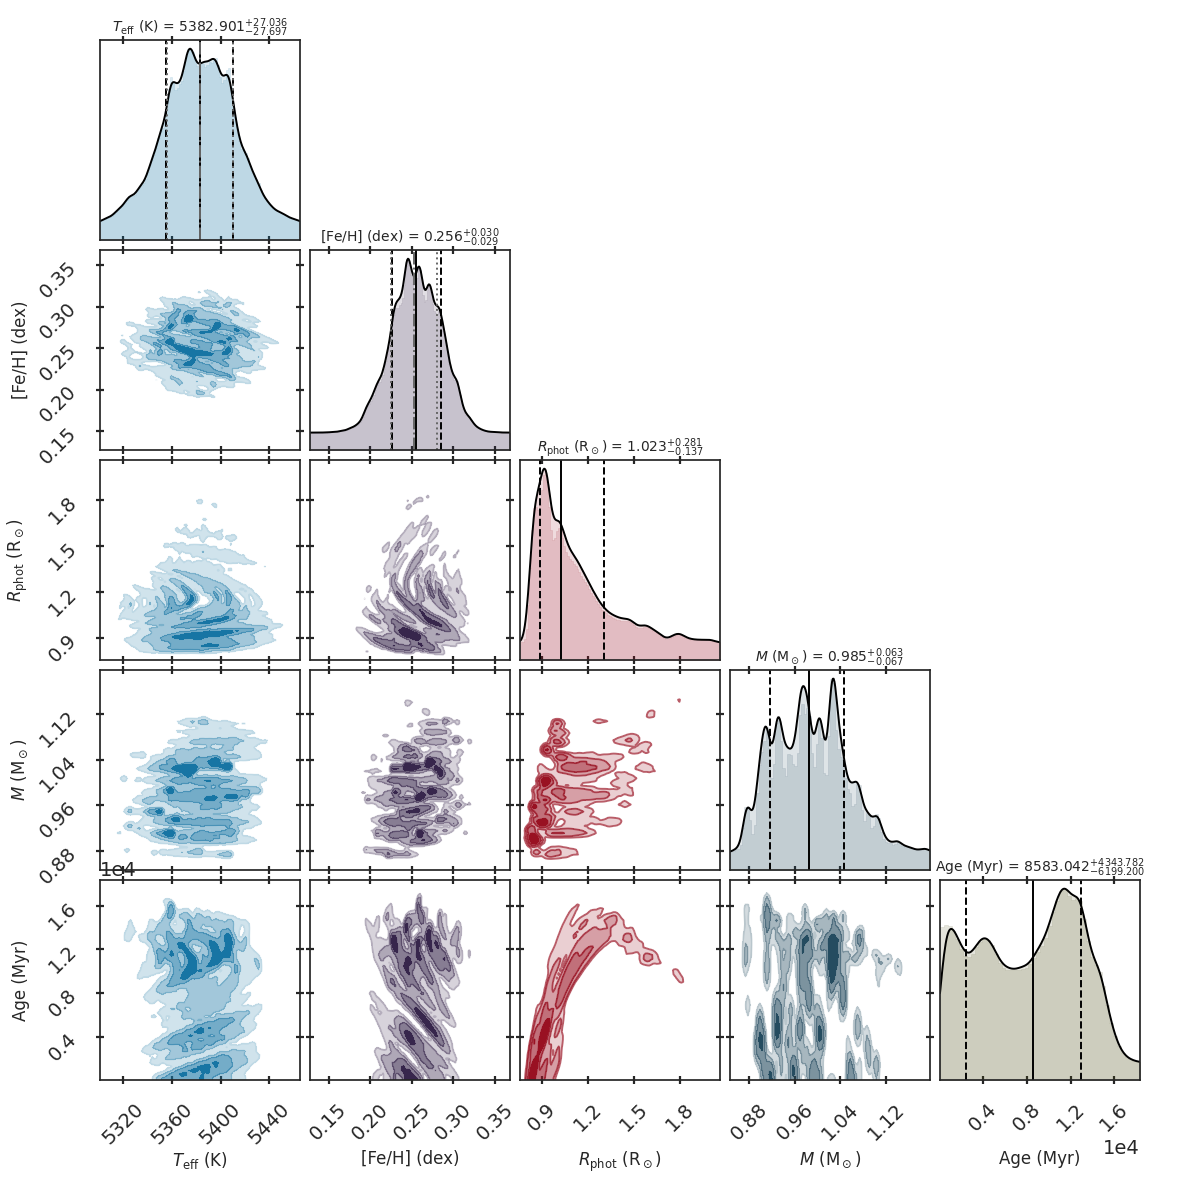 T_eff (K) = 5382.901 +27.036 −27.697
[Fe/H] (dex) = 0.256 +0.030 −0.029
[Fe/H] (dex)
0.35
0.30
0.25
0.20
0.15
R_phot (R_⊙) = 1.023 +0.281 −0.137
R_phot (R_⊙)
1.8
1.5
1.2
0.9
M (M_⊙) = 0.985 +0.063 −0.067
M (M_⊙)
1.12
1.04
0.96
0.88
1e4
Age (Myr) = 8583.042 +4343.782 −6199.200
Age (Myr)
1.6
1.2
0.8
0.4
5320 5360 5400 5440
0.15 0.20 0.25 0.30 0.35
0.9 1.2 1.5 1.8
0.88 0.96 1.04 1.12
0.4 0.8 1.2 1.6
1e4
T_eff (K)
[Fe/H] (dex)
R_phot (R_⊙)
M (M_⊙)
Age (Myr)